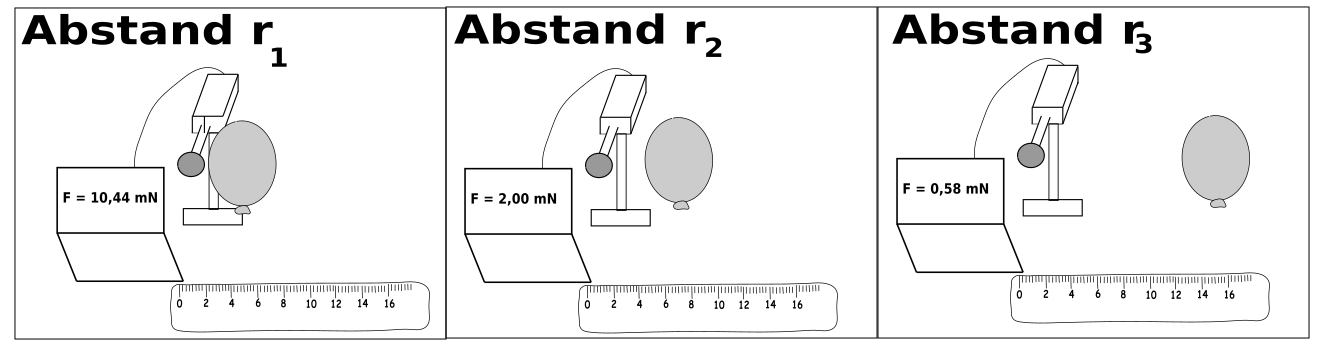 Abstand r1
F = 10,44 mN
0 2 4 6 8 10 12 14 16
Abstand r2
F = 2,00 mN
0 2 4 6 8 10 12 14 16
Abstand r3
F = 0,58 mN
0 2 4 6 8 10 12 14 16